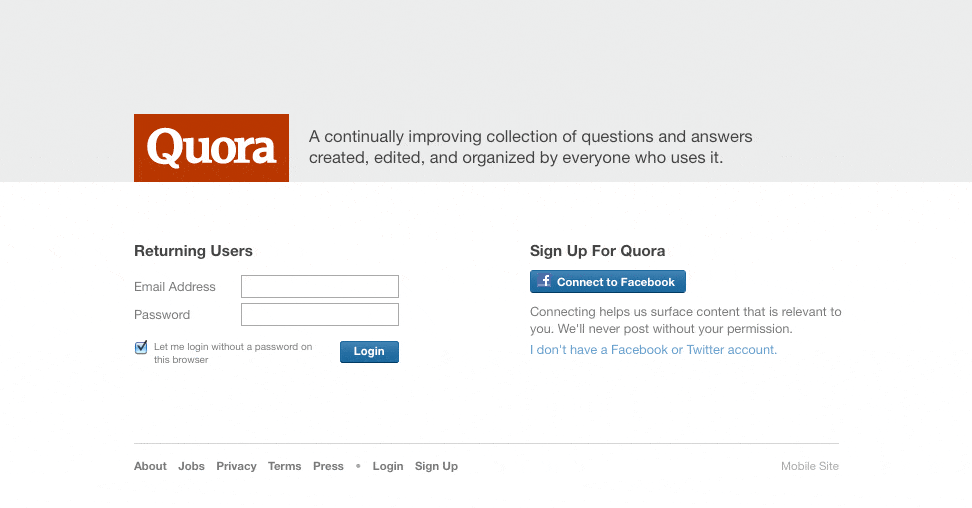 Quora
A continually improving collection of questions and answers
created, edited, and organized by everyone who uses it.
Returning Users
Email Address
Password
Let me login without a password on
this browser
Login
Sign Up For Quora
f Connect to Facebook
Connecting helps us surface content that is relevant to
you. We'll never post without your permission.
I don't have a Facebook or Twitter account.
About Jobs Privacy Terms Press • Login Sign Up
Mobile Site